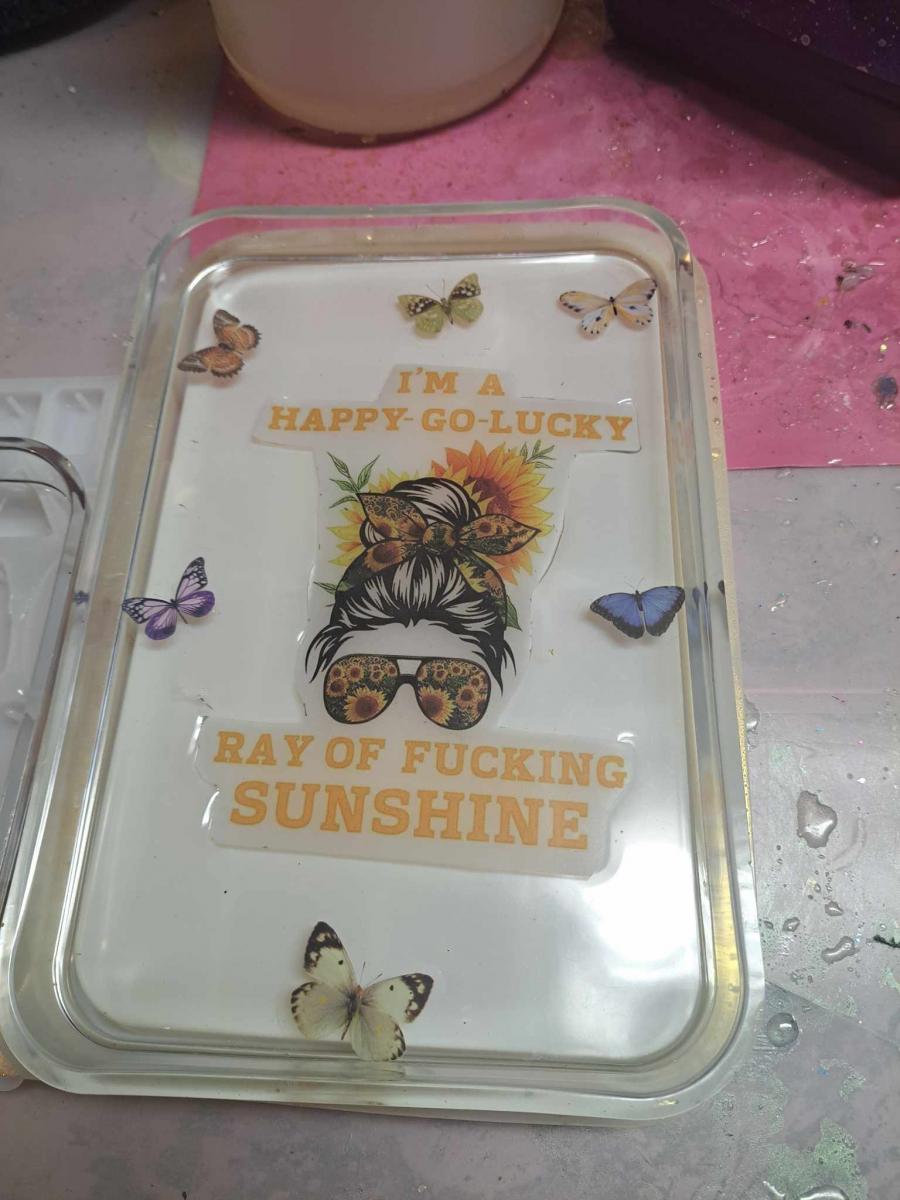 I'M A
HAPPY-GO-LUCKY
RAY OF FUCKING
SUNSHINE